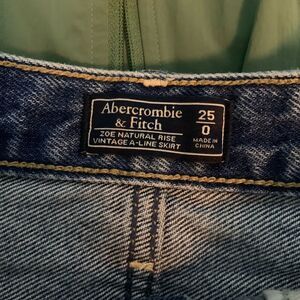 Abercrombie
& Fitch
ZOE NATURAL RISE
VINTAGE A-LINE SKIRT
25
0
MADE IN
CHINA